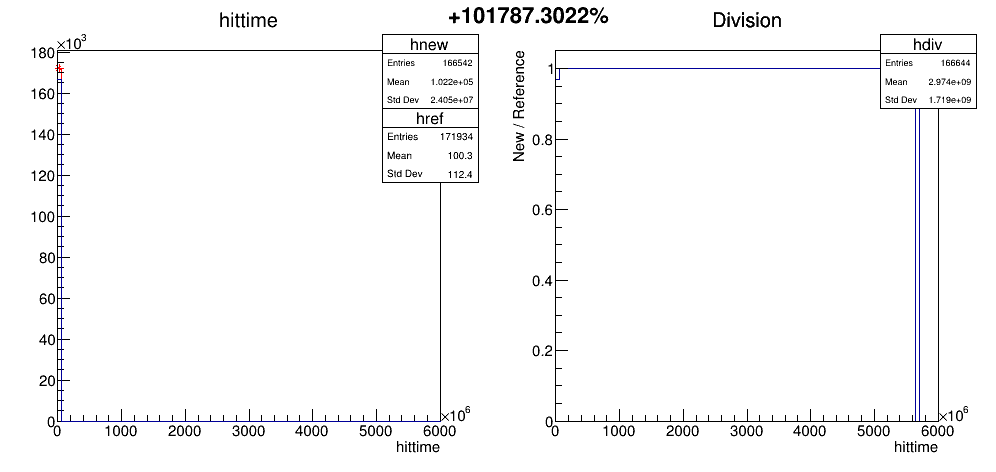 +101787.3022%
hittime
×10³
180
160
140
120
100
80
60
40
20
0
0 1000 2000 3000 4000 5000 6000
×10⁶
hittime
hnew
Entries 166542
Mean 1.022e+05
Std Dev 2.405e+07
href
Entries 171934
Mean 100.3
Std Dev 112.4
Division
New / Reference
1
0.8
0.6
0.4
0.2
0
0 1000 2000 3000 4000 5000 6000
×10⁶
hittime
hdiv
Entries 166644
Mean 2.974e+09
Std Dev 1.719e+09